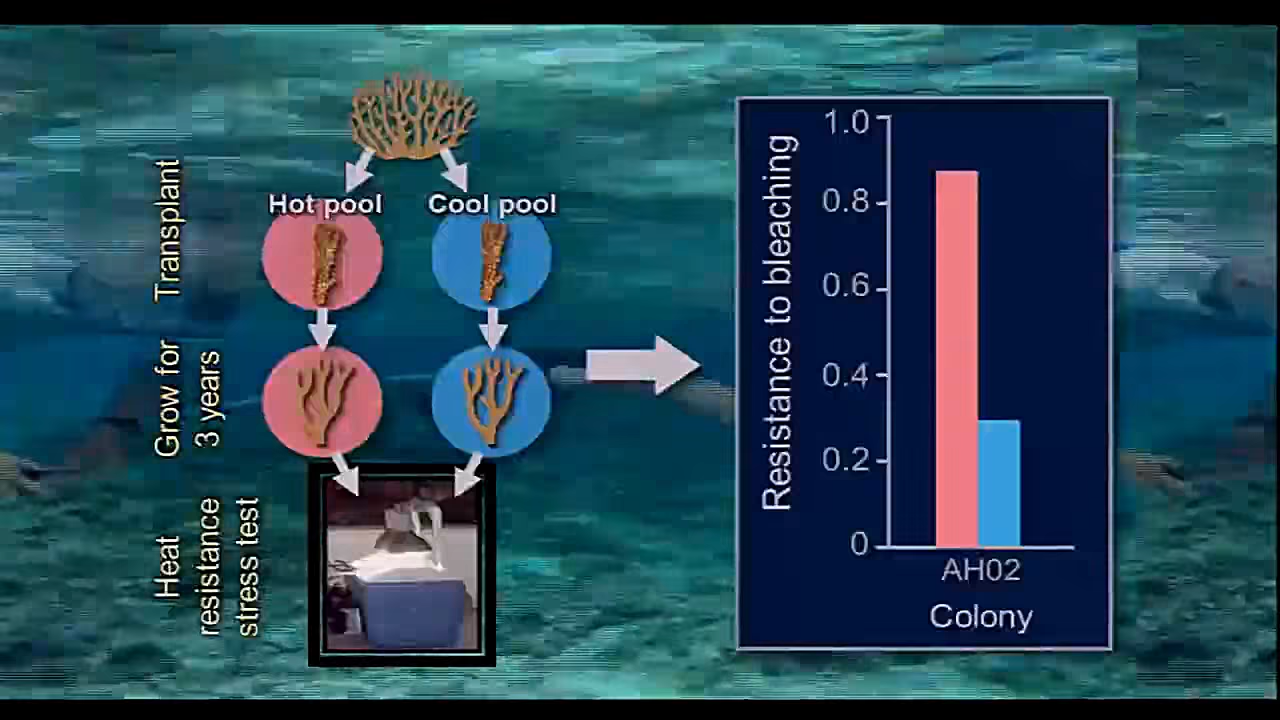 Hot pool
Cool pool
Transplant
Grow for
3 years
Heat
resistance
stress test
Resistance to bleaching
1.0
0.8
0.6
0.4
0.2
0
AH02
Colony